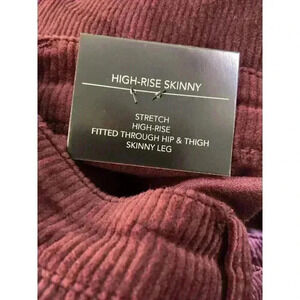 HIGH-RISE SKINNY
STRETCH
HIGH-RISE
FITTED THROUGH HIP & THIGH
SKINNY LEG